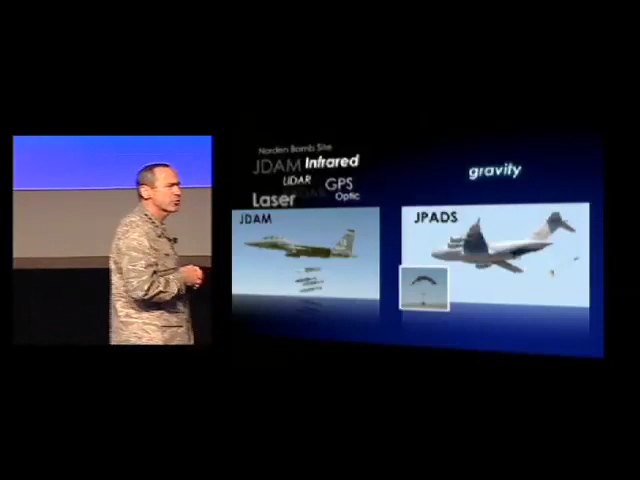 Norden Bomb Site
JDAM Infrared
LIDAR
GPS
Laser
Optic
JDAM
gravity
JPADS